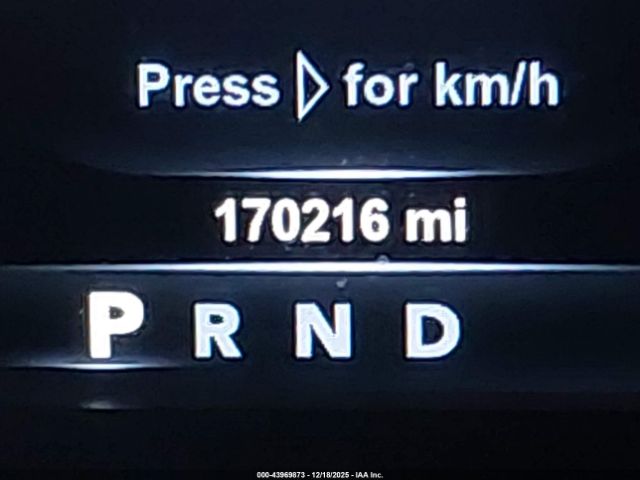 Press ▷ for km/h
170216 mi
P R N D
000-43969873 - 12/18/2025 - IAA Inc.